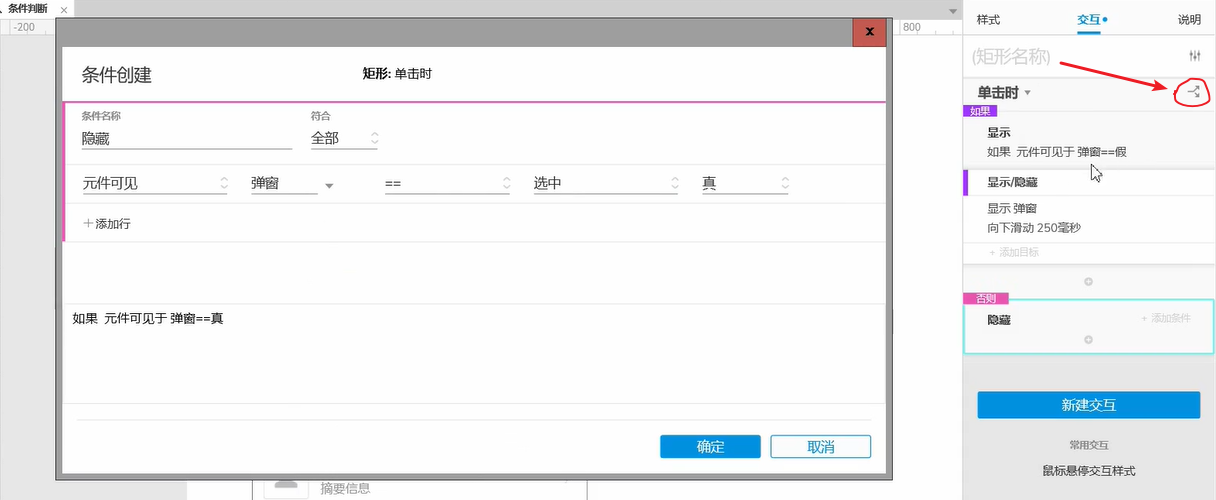 条件判断
-200
800
条件创建
矩形: 单击时
条件名称
符合
隐藏
全部
元件可见
弹窗
==
选中
真
添加行
如果 元件可见于 弹窗==真
确定
取消
摘要信息
样式
交互
说明
(矩形名称)
单击时
如果
显示
如果 元件可见于 弹窗==假
显示/隐藏
显示 弹窗
向下滑动 250毫秒
+ 添加目标
否则
隐藏
+ 添加条件
新建交互
常用交互
鼠标悬停交互样式